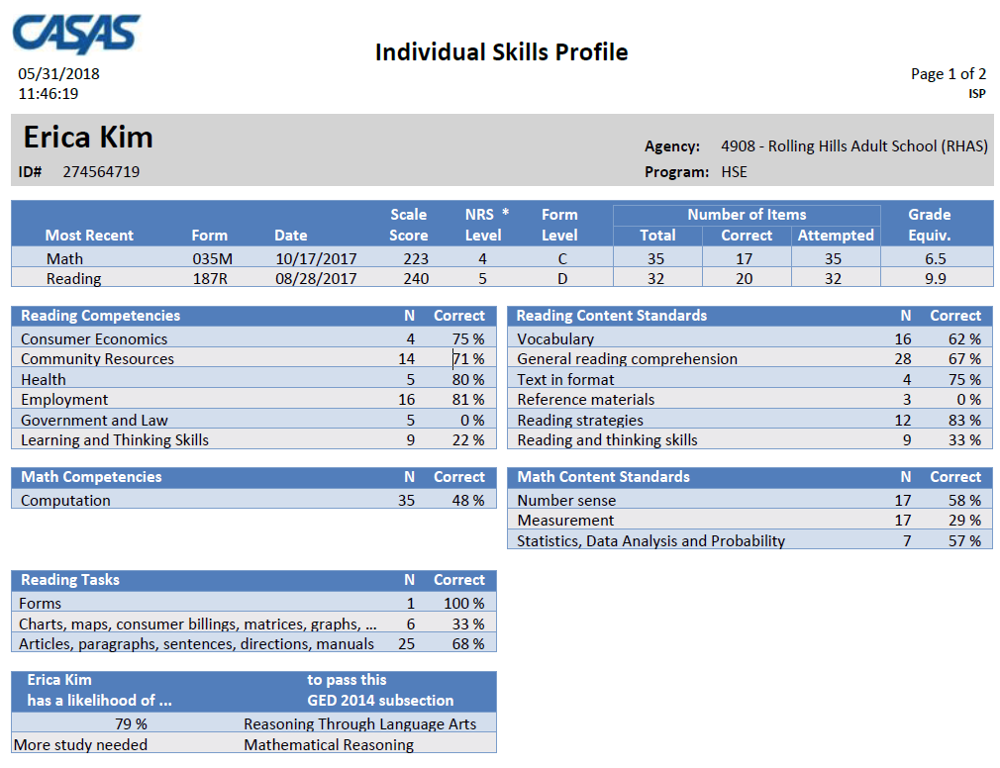 CASAS
Individual Skills Profile
05/31/2018
Page 1 of 2
11:46:19
ISP
Erica Kim
Agency: 4908 - Rolling Hills Adult School (RHAS)
ID# 274564719
Program: HSE
Scale NRS * Form Number of Items Grade
Most Recent Form Date Score Level Level Total Correct Attempted Equiv.
Math 035M 10/17/2017 223 4 C 35 17 35 6.5
Reading 187R 08/28/2017 240 5 D 32 20 32 9.9
Reading Competencies N Correct
Consumer Economics 4 75 %
Community Resources 14 71 %
Health 5 80 %
Employment 16 81 %
Government and Law 5 0 %
Learning and Thinking Skills 9 22 %
Reading Content Standards N Correct
Vocabulary 16 62 %
General reading comprehension 28 67 %
Text in format 4 75 %
Reference materials 3 0 %
Reading strategies 12 83 %
Reading and thinking skills 9 33 %
Math Competencies N Correct
Computation 35 48 %
Math Content Standards N Correct
Number sense 17 58 %
Measurement 17 29 %
Statistics, Data Analysis and Probability 7 57 %
Reading Tasks N Correct
Forms 1 100 %
Charts, maps, consumer billings, matrices, graphs, ... 6 33 %
Articles, paragraphs, sentences, directions, manuals 25 68 %
Erica Kim to pass this
has a likelihood of ... GED 2014 subsection
79 % Reasoning Through Language Arts
More study needed Mathematical Reasoning